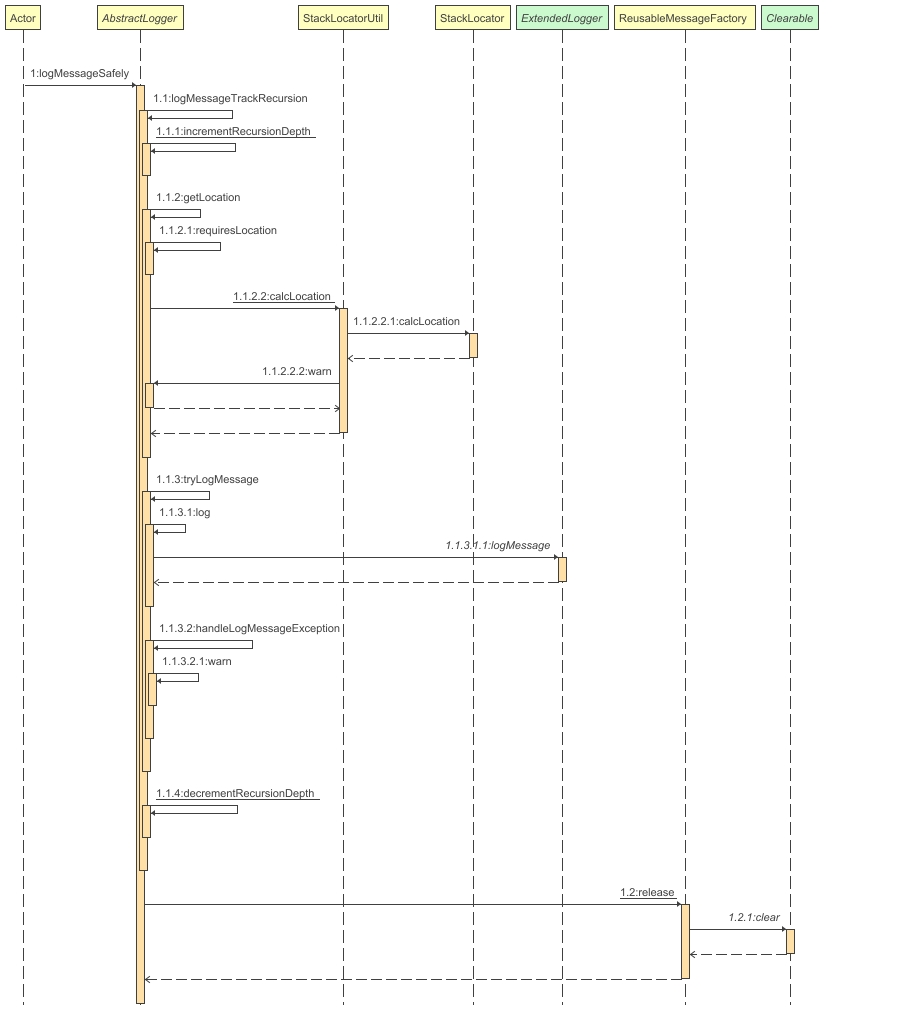 Actor
AbstractLogger
StackLocatorUtil
StackLocator
ExtendedLogger
ReusableMessageFactory
Clearable
1:logMessageSafely
1.1:logMessageTrackRecursion
1.1.1:incrementRecursionDepth
1.1.2:getLocation
1.1.2.1:requiresLocation
1.1.2.2:calcLocation
1.1.2.2.1:calcLocation
1.1.2.2.2:warn
1.1.3:tryLogMessage
1.1.3.1:log
1.1.3.1.1:logMessage
1.1.3.2:handleLogMessageException
1.1.3.2.1:warn
1.1.4:decrementRecursionDepth
1.2:release
1.2.1:clear